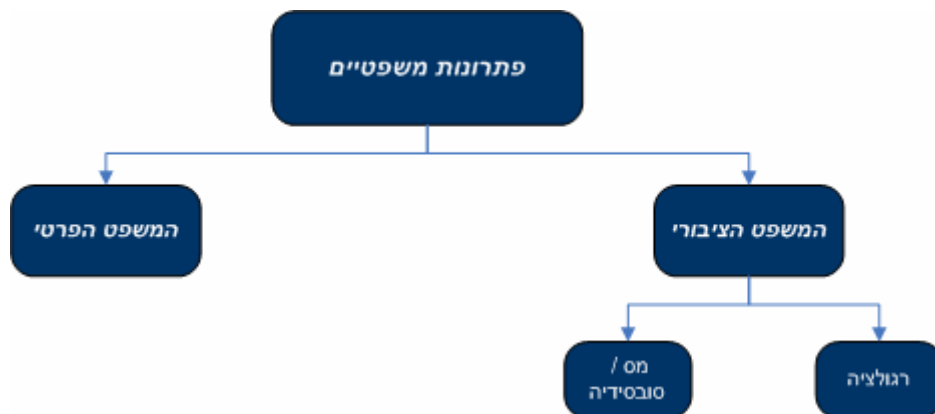 פתרונות משפטיים
המשפט הציבורי
המשפט הפרטי
רגולציה
מס /
סובסידיה